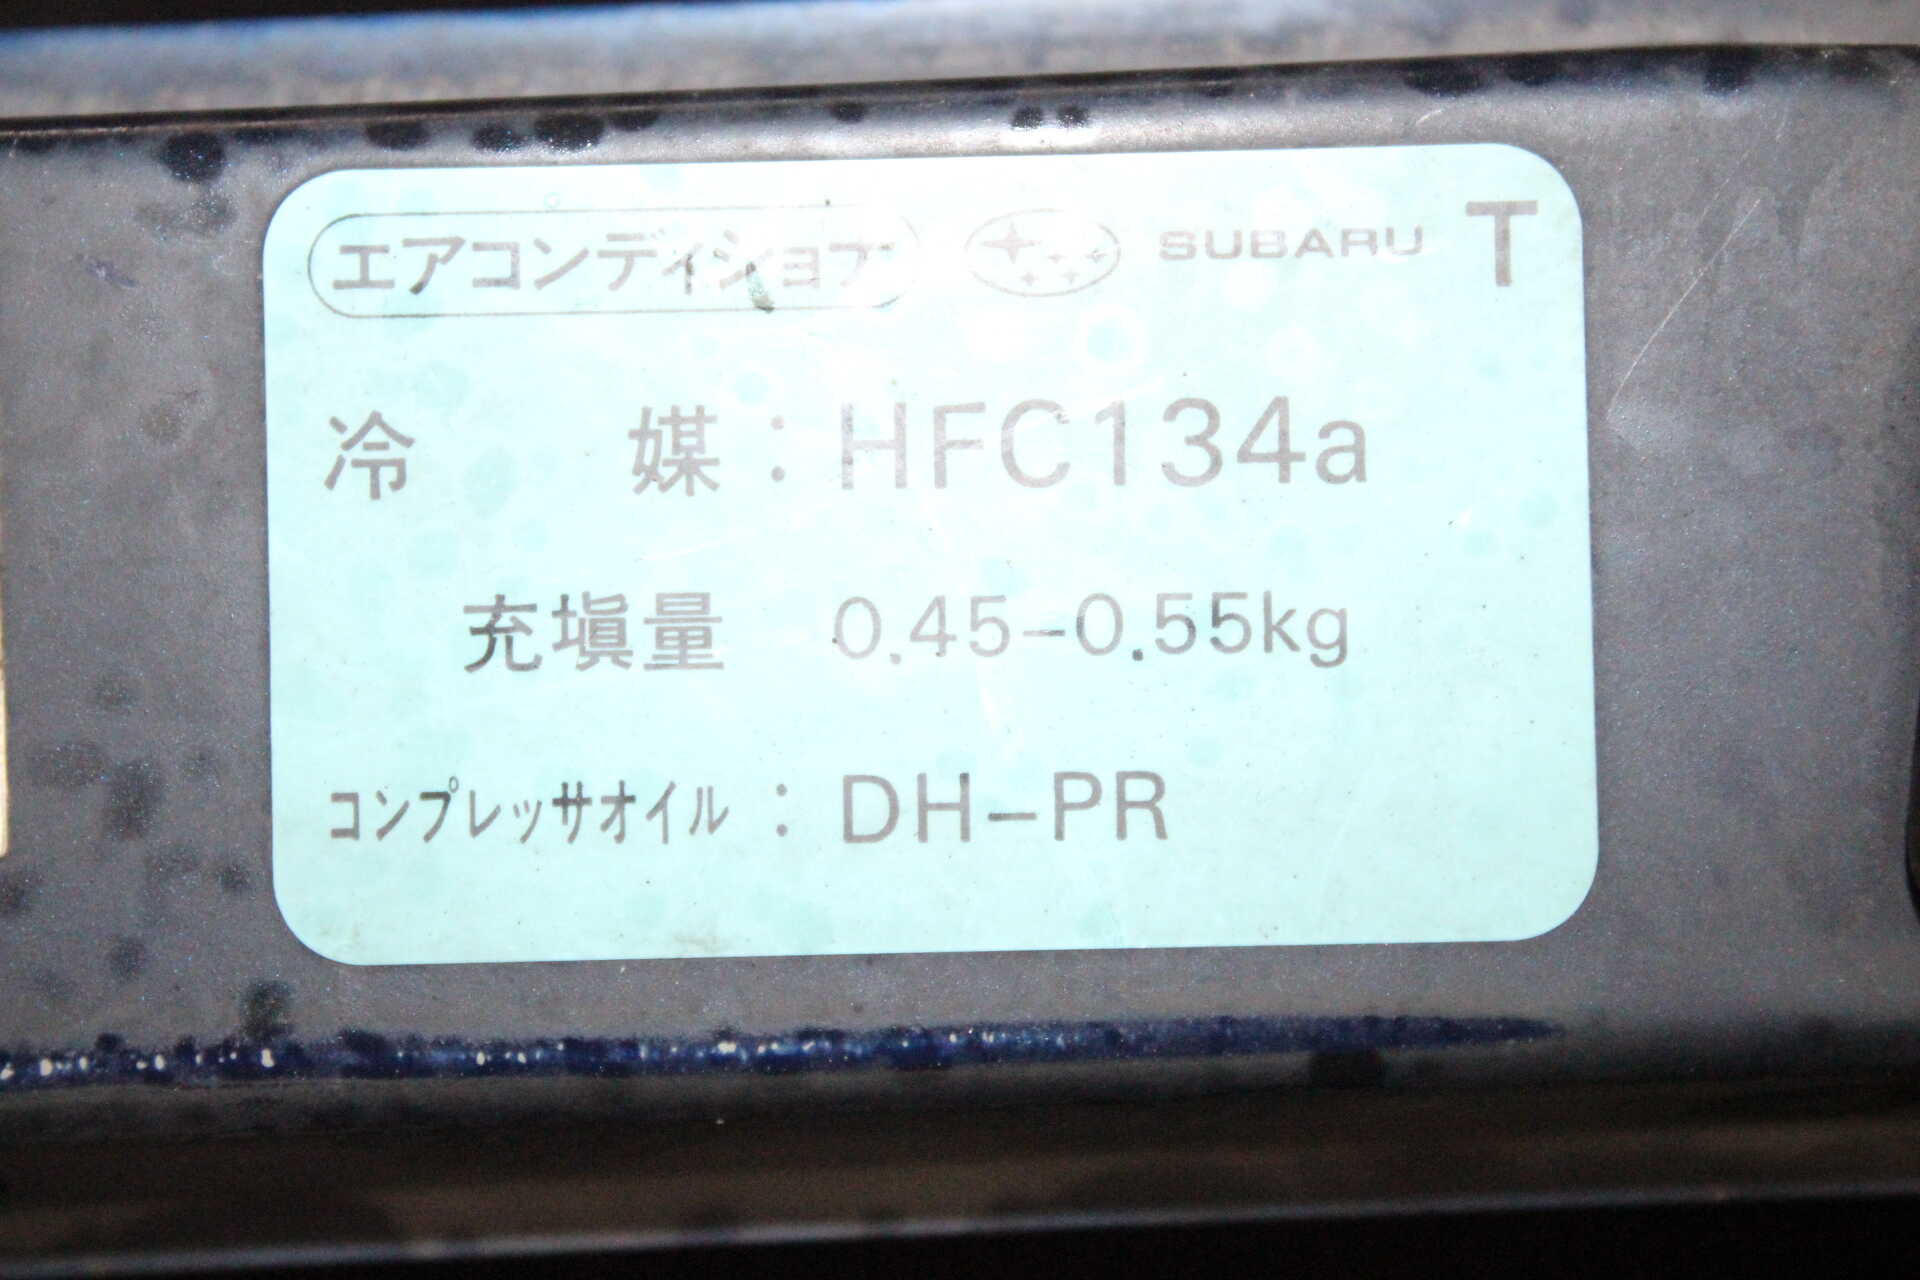 エアコンディショナ SUBARU T
冷 媒：HFC134a
充塡量 0.45-0.55kg
コンプレッサオイル：DH-PR